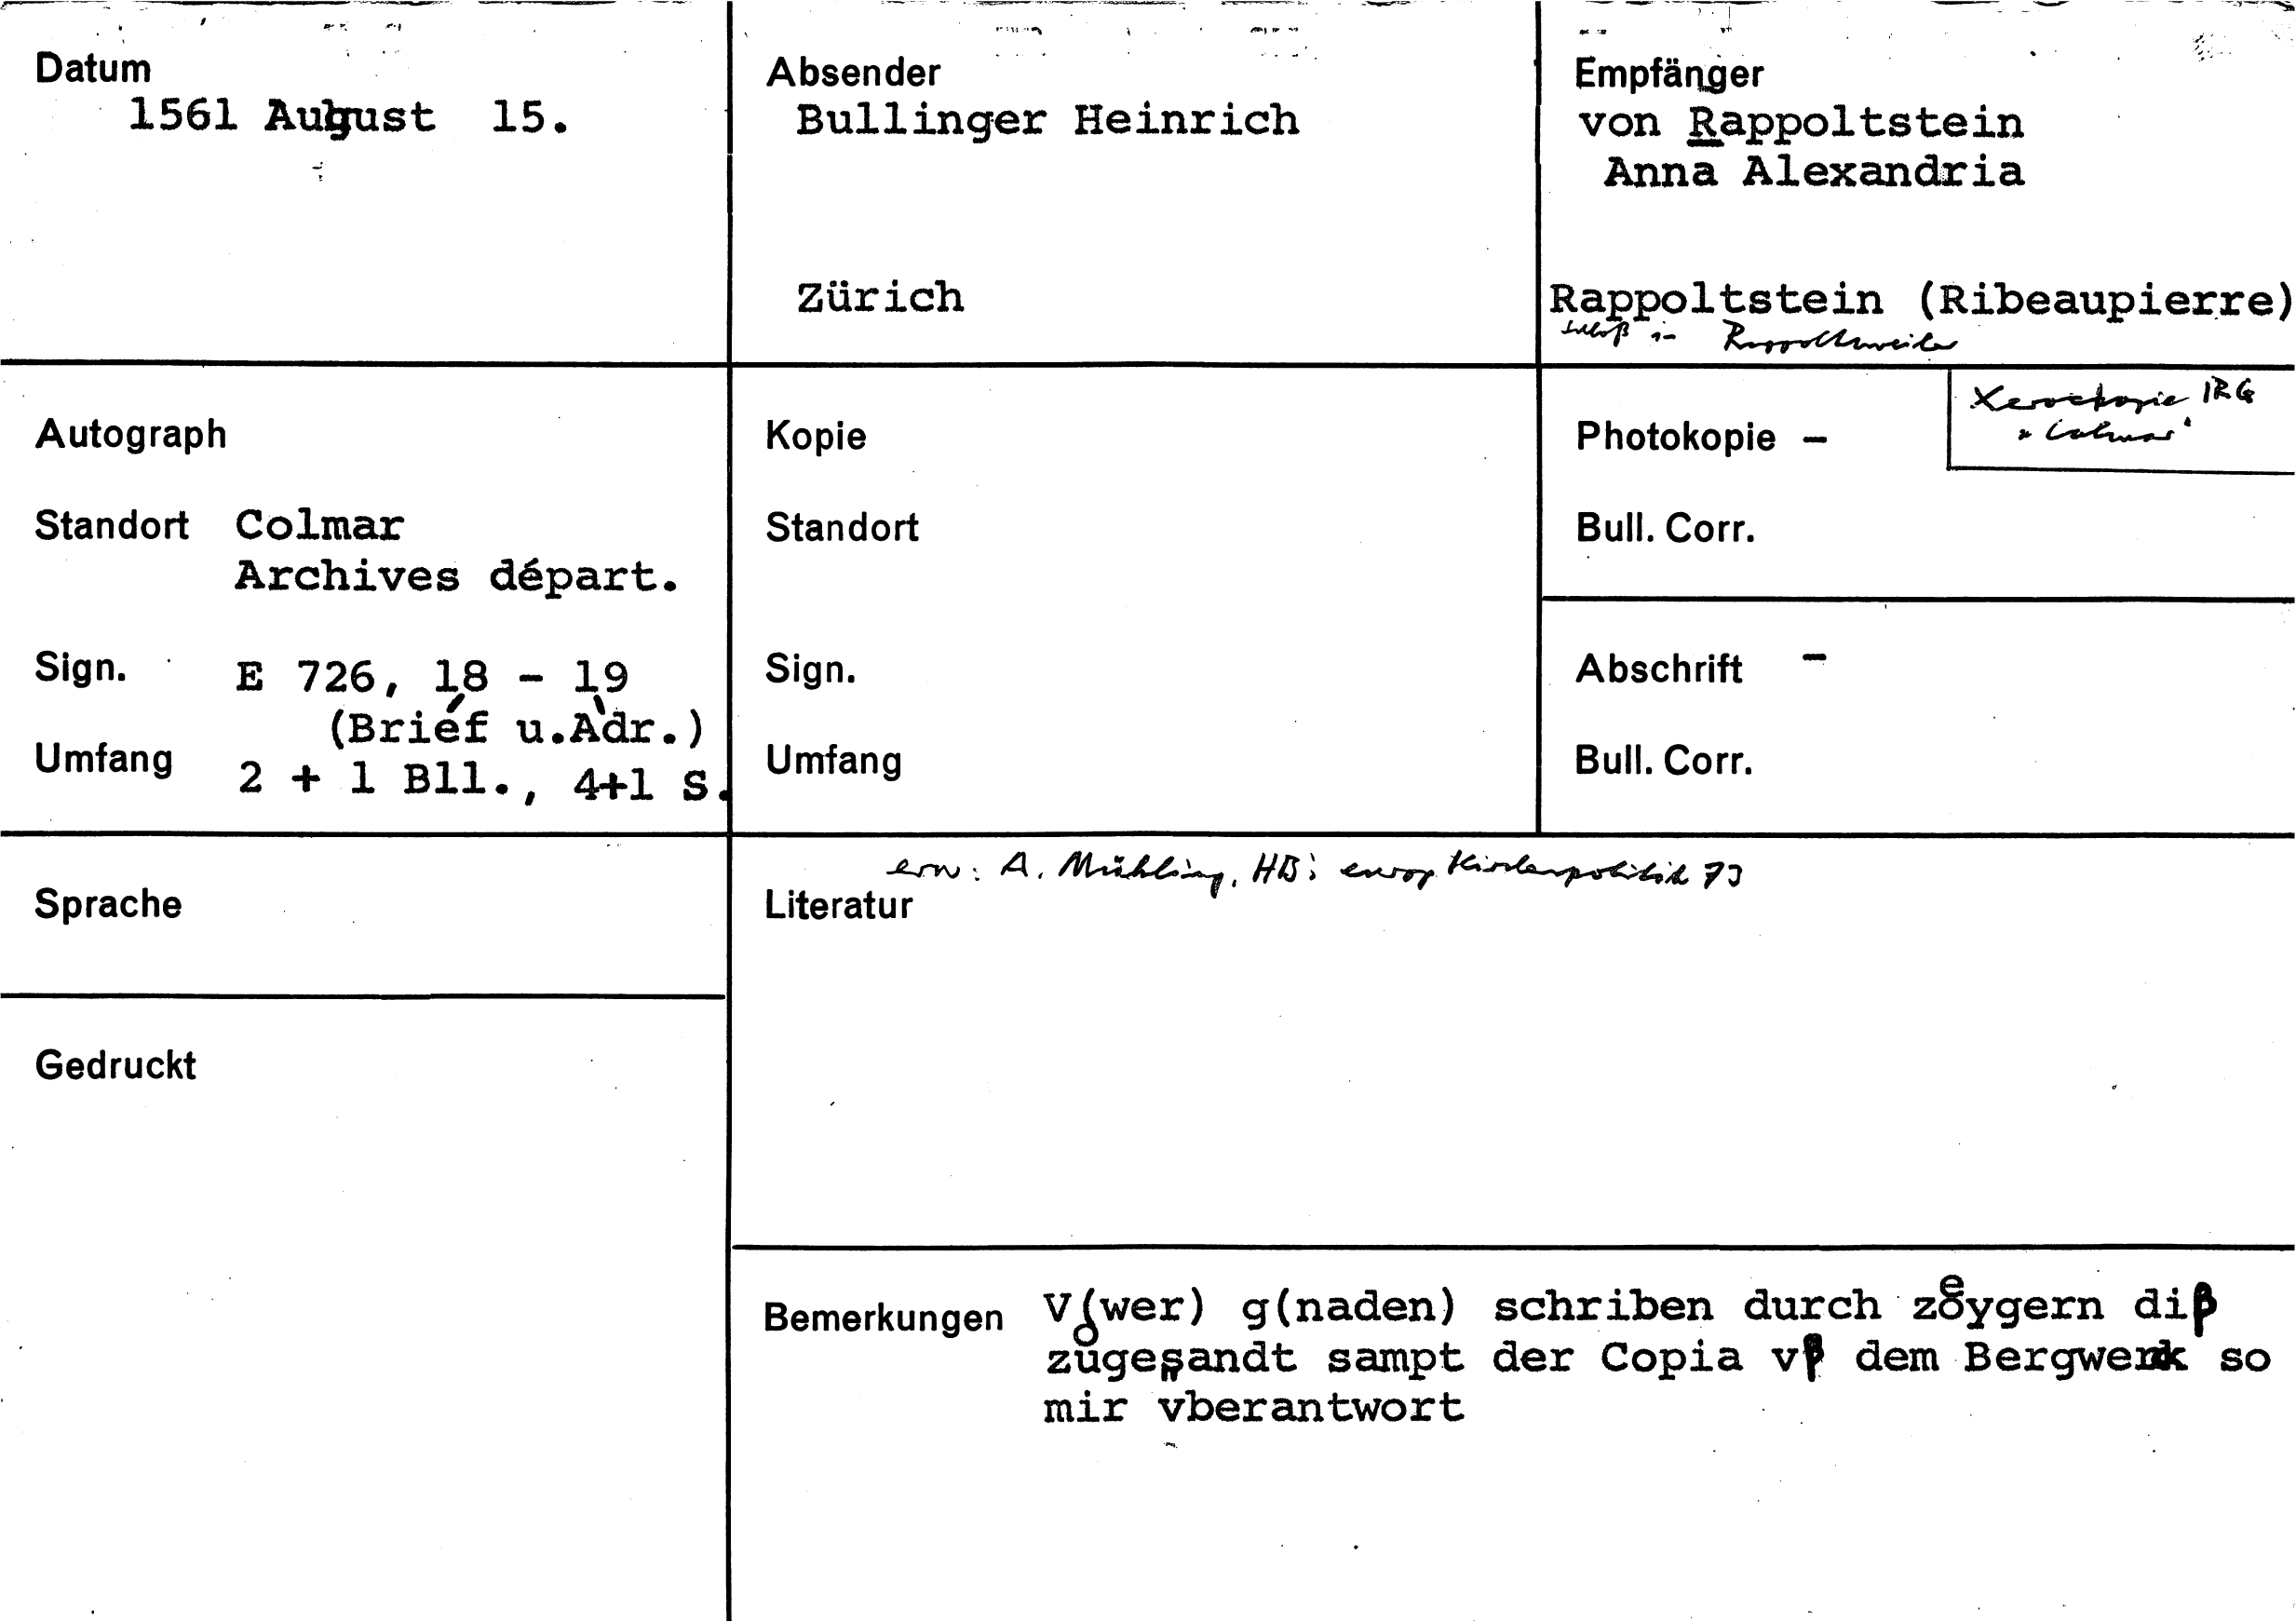 Datum
1561 August 15.
Absender
Bullinger Heinrich
Zürich
Empfänger
von Rappoltstein
Anna Alexandria
Rappoltstein (Ribeaupierre)
Schloß in Rappoltsweiler
Autograph
Standort Colmar
Archives départ.
Sign. E 726, 18 - 19
(Brief u.Adr.)
Umfang 2 + 1 Bll., 4+1 S.
Kopie
Standort
Sign.
Umfang
Photokopie -
Xerokopie IRG
"Colmar"
Bull. Corr.
Abschrift -
Bull. Corr.
Sprache
Gedruckt
erw: A. Mühling, HB's europ Kirchenpolitik 73
Literatur
Bemerkungen V(wer) g(naden) schriben durch zoͤygern diß
zugesandt sampt der Copia vß dem Bergwerk so
mir vberantwort